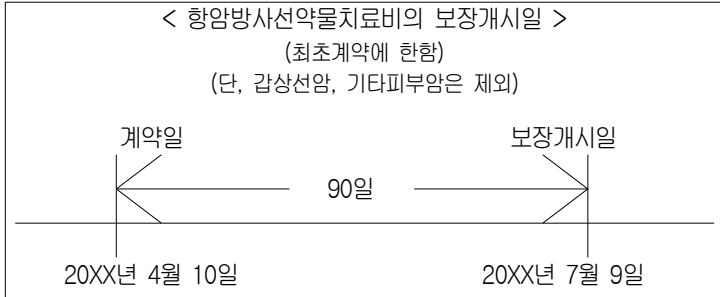 < 항암방사선약물치료비의 보장개시일 >
(최초계약에 한함)
(단, 갑상선암, 기타피부암은 제외)
계약일 보장개시일
90일
20XX년 4월 10일 20XX년 7월 9일